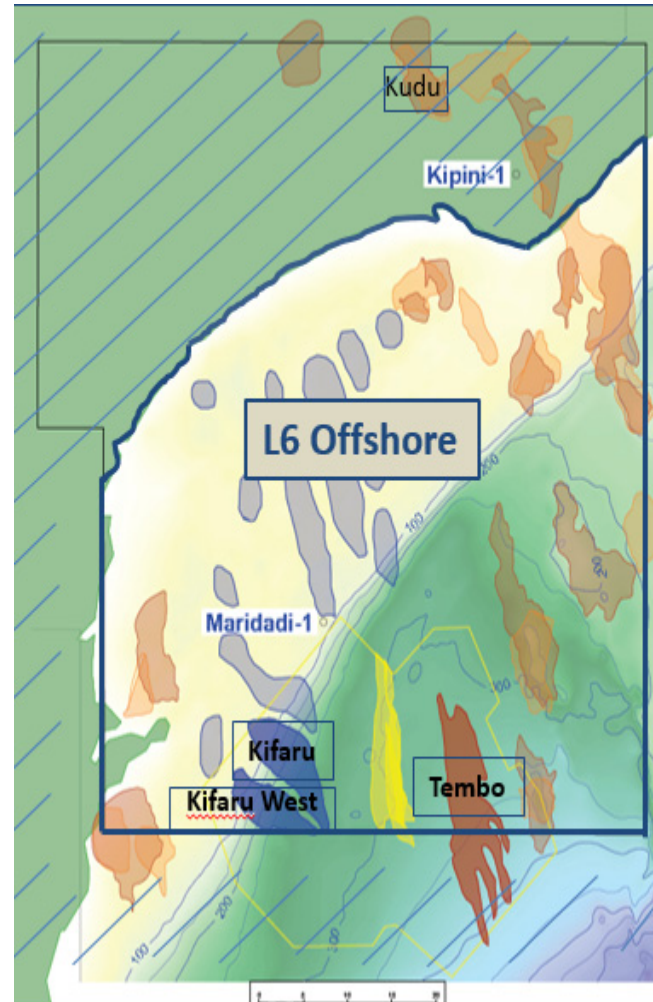 Kudu
Kipini-1
L6 Offshore
200
100
Maridadi-1
Kifaru
Kifaru West
Tembo
100
200